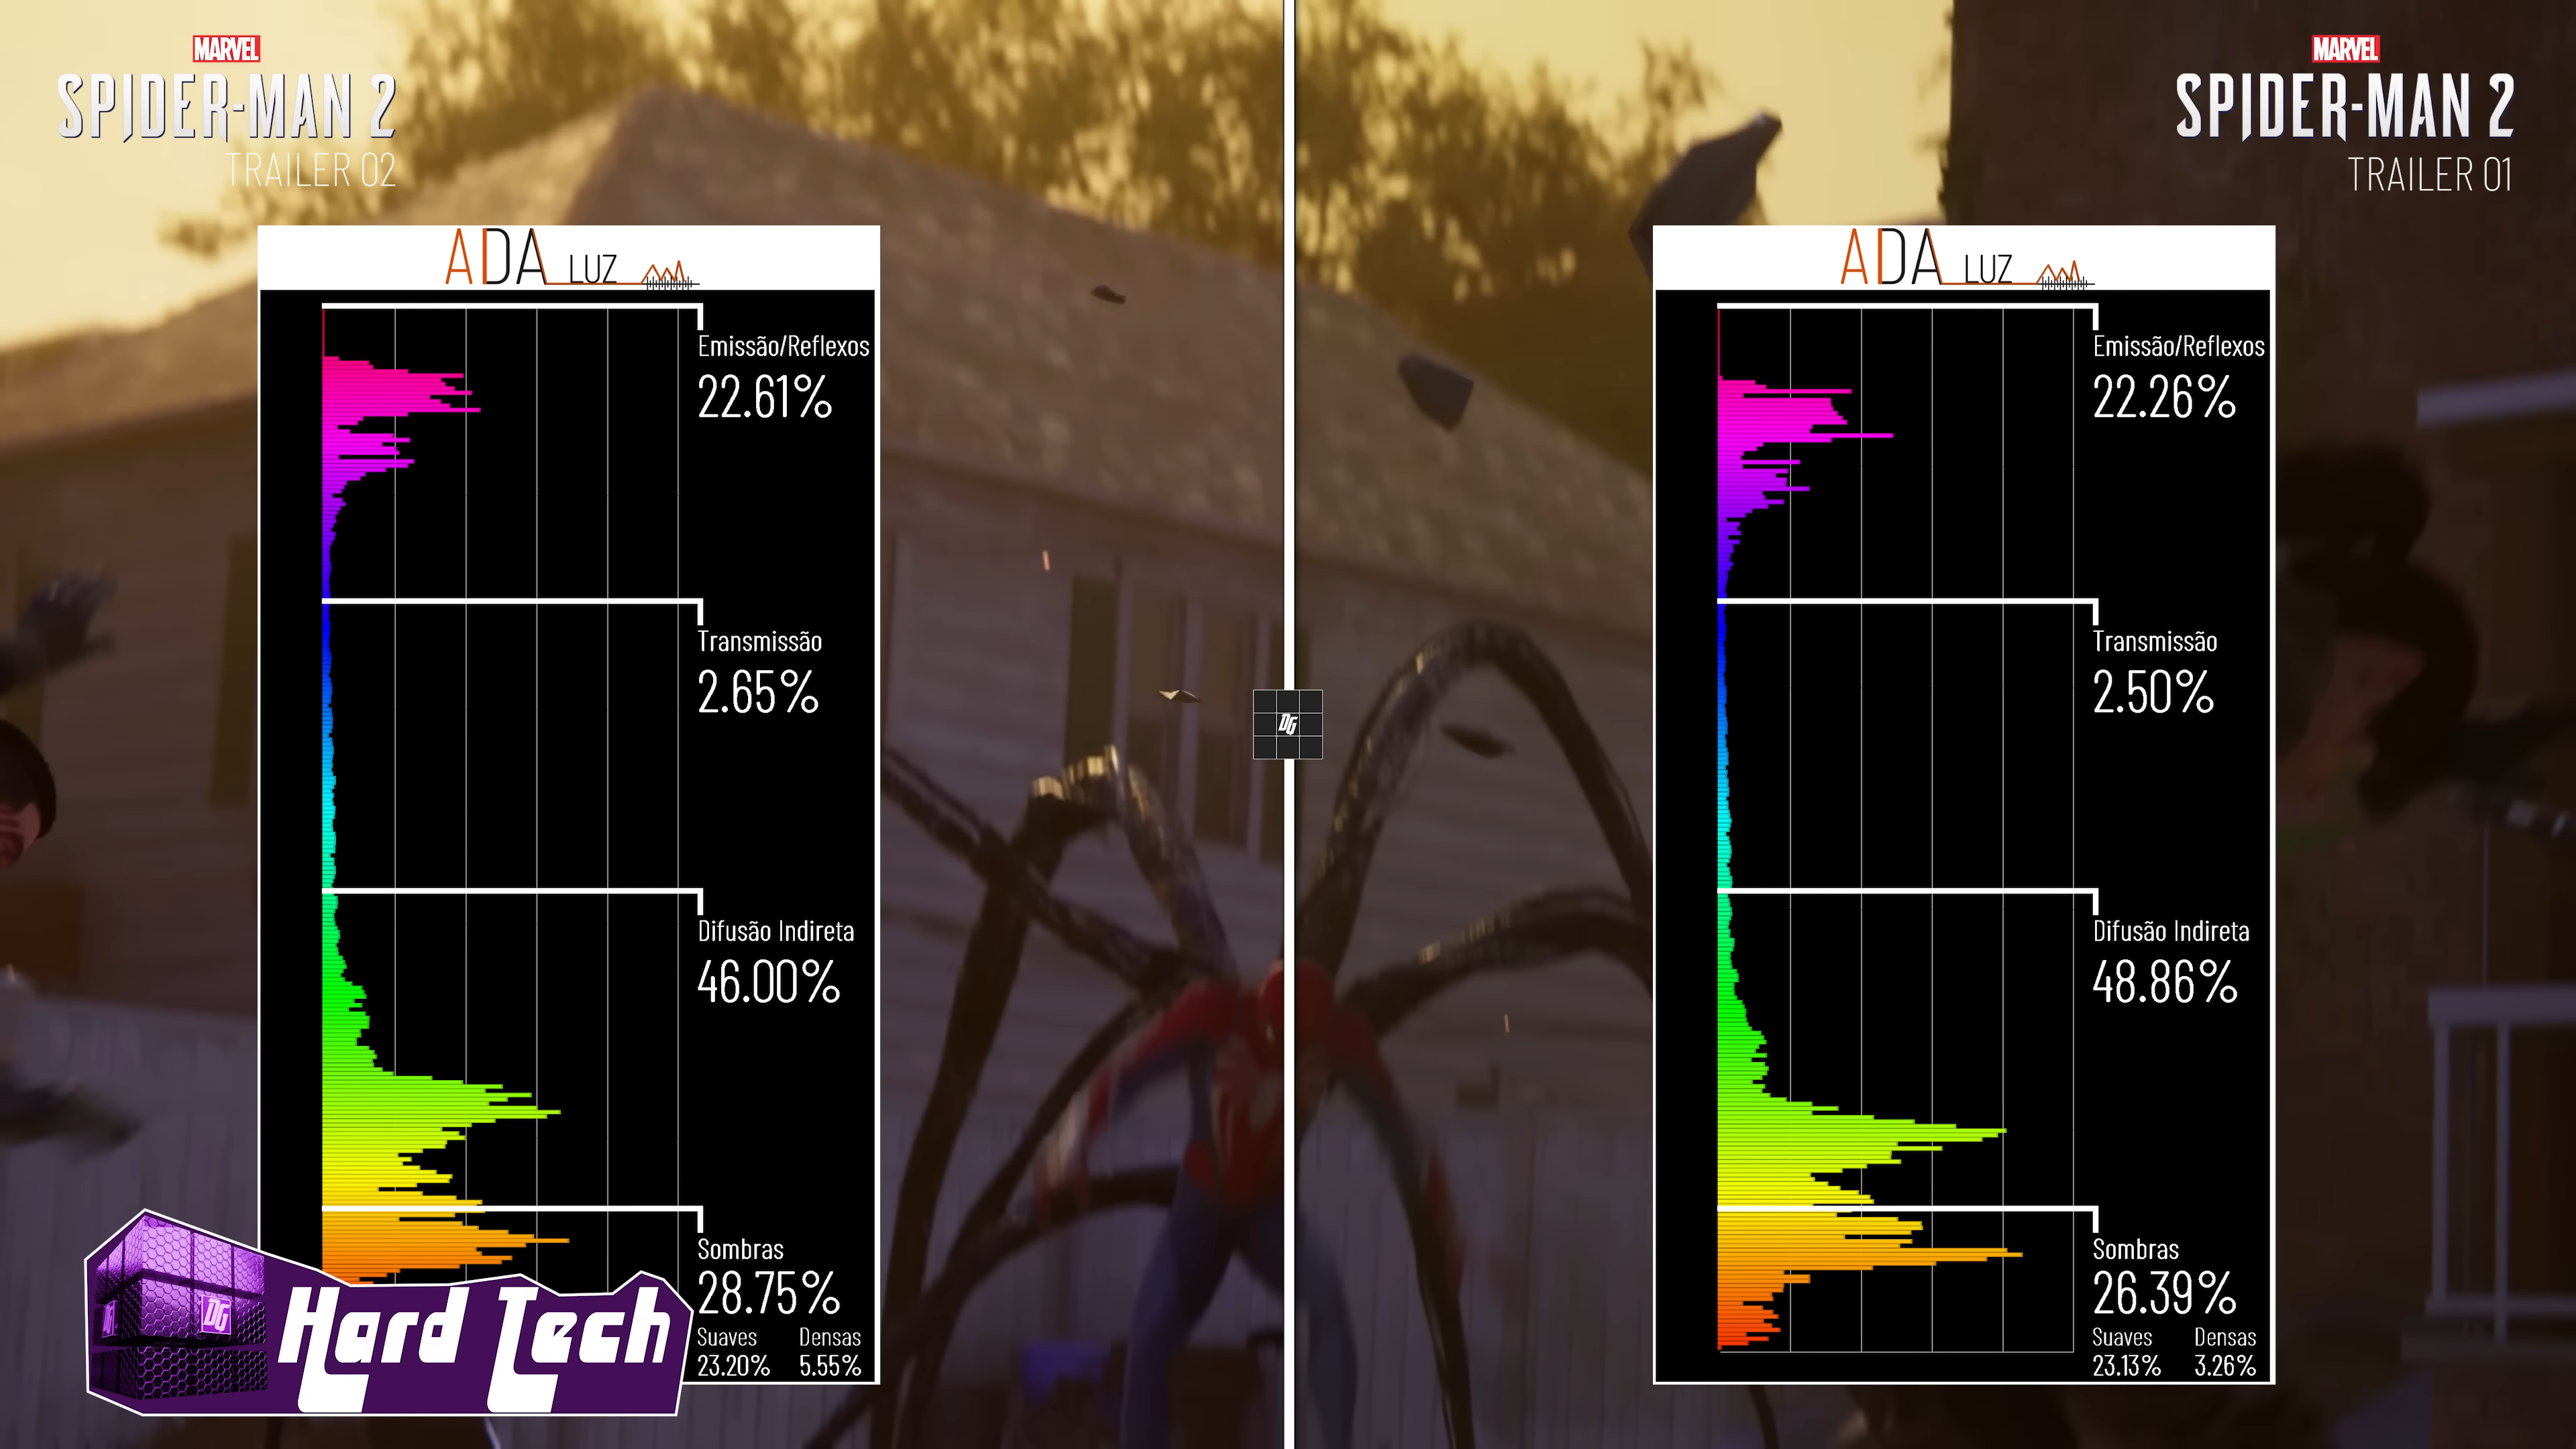 MARVEL
SPIDER-MAN 2
TRAILER 02
MARVEL
SPIDER-MAN 2
TRAILER 01
ADA LUZ
Emissão/Reflexos
22.61%
Transmissão
2.65%
Difusão Indireta
46.00%
Sombras
28.75%
Suaves Densas
23.20% 5.55%
ADA LUZ
Emissão/Reflexos
22.26%
Transmissão
2.50%
Difusão Indireta
48.86%
Sombras
26.39%
Suaves Densas
23.13% 3.26%
DG
DG
Hard Tech